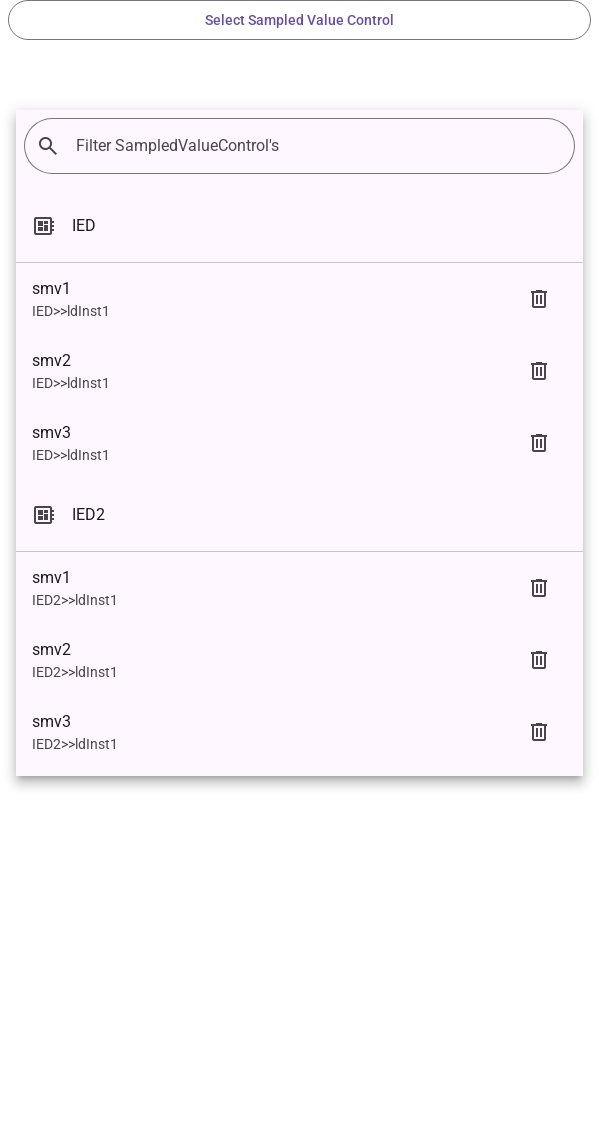 Select Sampled Value Control
Filter SampledValueControl's
IED
smv1
IED>>ldInst1
smv2
IED>>ldInst1
smv3
IED>>ldInst1
IED2
smv1
IED2>>ldInst1
smv2
IED2>>ldInst1
smv3
IED2>>ldInst1